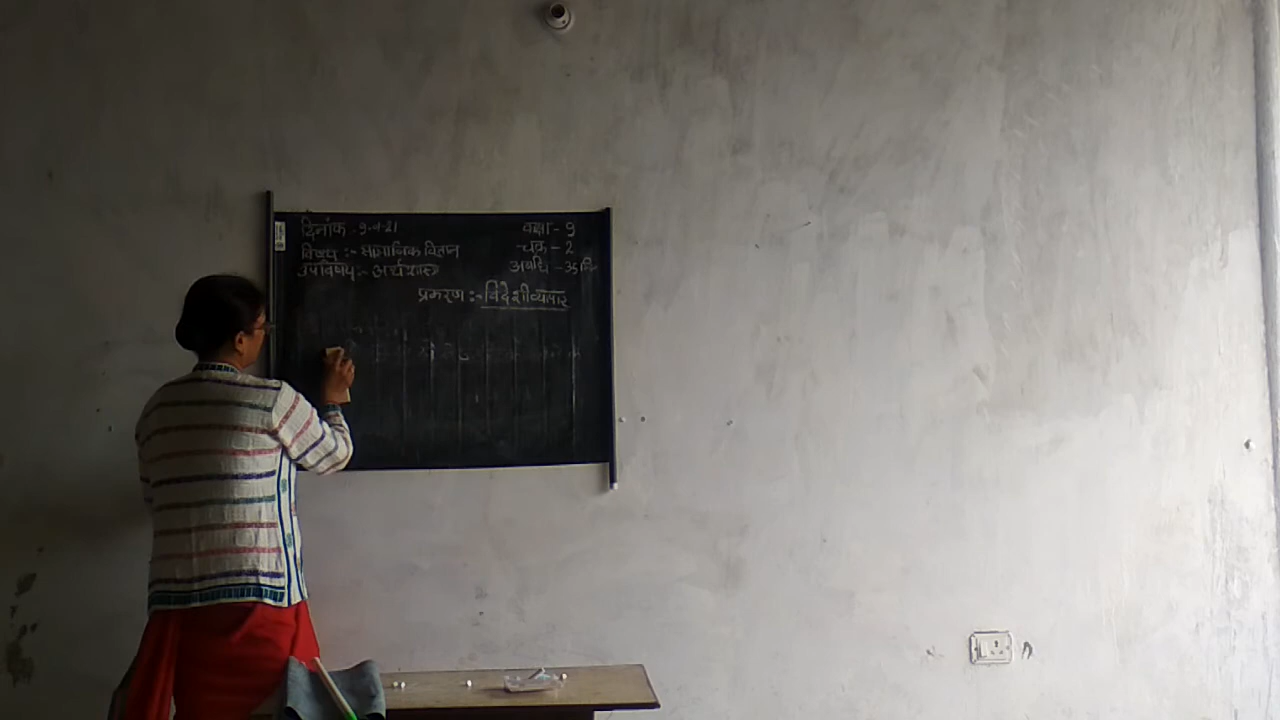 दिनांक - 9-4-21 कक्षा - 9
विषय :- सामाजिक विज्ञान चक्र - 2
उपविषय :- अर्थशास्त्र अवधि - 35 मि
प्रकरण :- विदेशी व्यापार